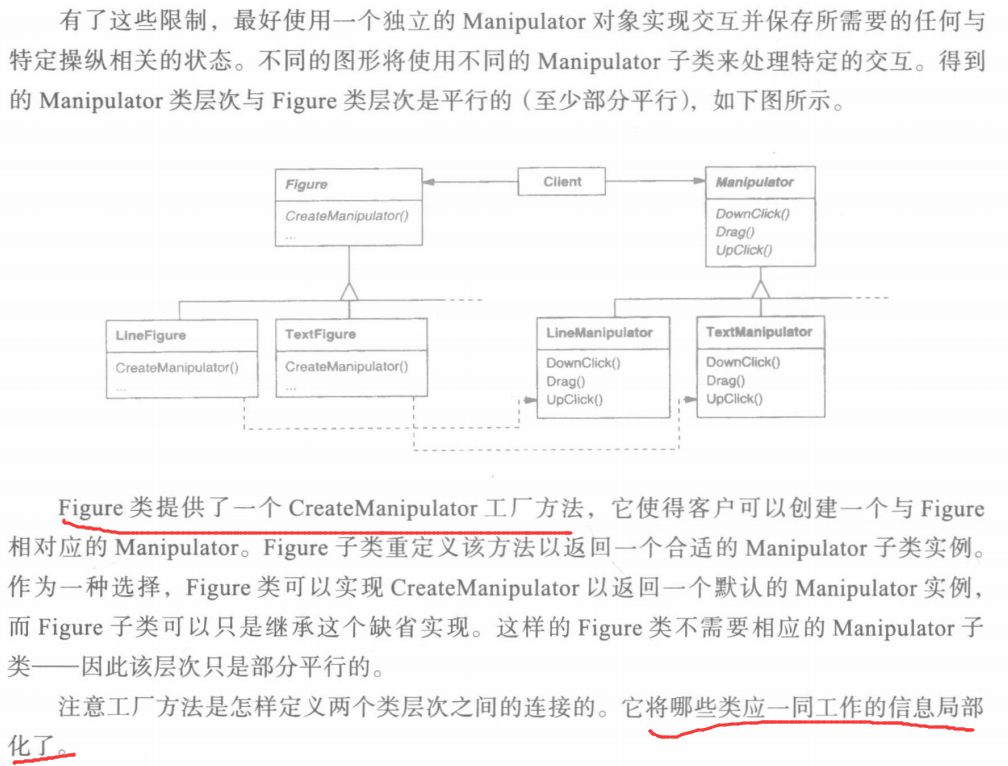 有了这些限制，最好使用一个独立的 Manipulator 对象实现交互并保存所需要的任何与
特定操纵相关的状态。不同的图形将使用不同的 Manipulator 子类来处理特定的交互。得到
的 Manipulator 类层次与 Figure 类层次是平行的（至少部分平行），如下图所示。
Figure
CreateManipulator()
...
Client
Manipulator
DownClick()
Drag()
UpClick()
LineFigure
CreateManipulator()
...
TextFigure
CreateManipulator()
...
LineManipulator
DownClick()
Drag()
UpClick()
TextManipulator
DownClick()
Drag()
UpClick()
Figure 类提供了一个 CreateManipulator 工厂方法，它使得客户可以创建一个与 Figure
相对应的 Manipulator。Figure 子类重定义该方法以返回一个合适的 Manipulator 子类实例。
作为一种选择，Figure 类可以实现 CreateManipulator 以返回一个默认的 Manipulator 实例，
而 Figure 子类可以只是继承这个缺省实现。这样的 Figure 类不需要相应的 Manipulator 子
类——因此该层次只是部分平行的。
注意工厂方法是怎样定义两个类层次之间的连接的。它将哪些类应一同工作的信息局部
化了。